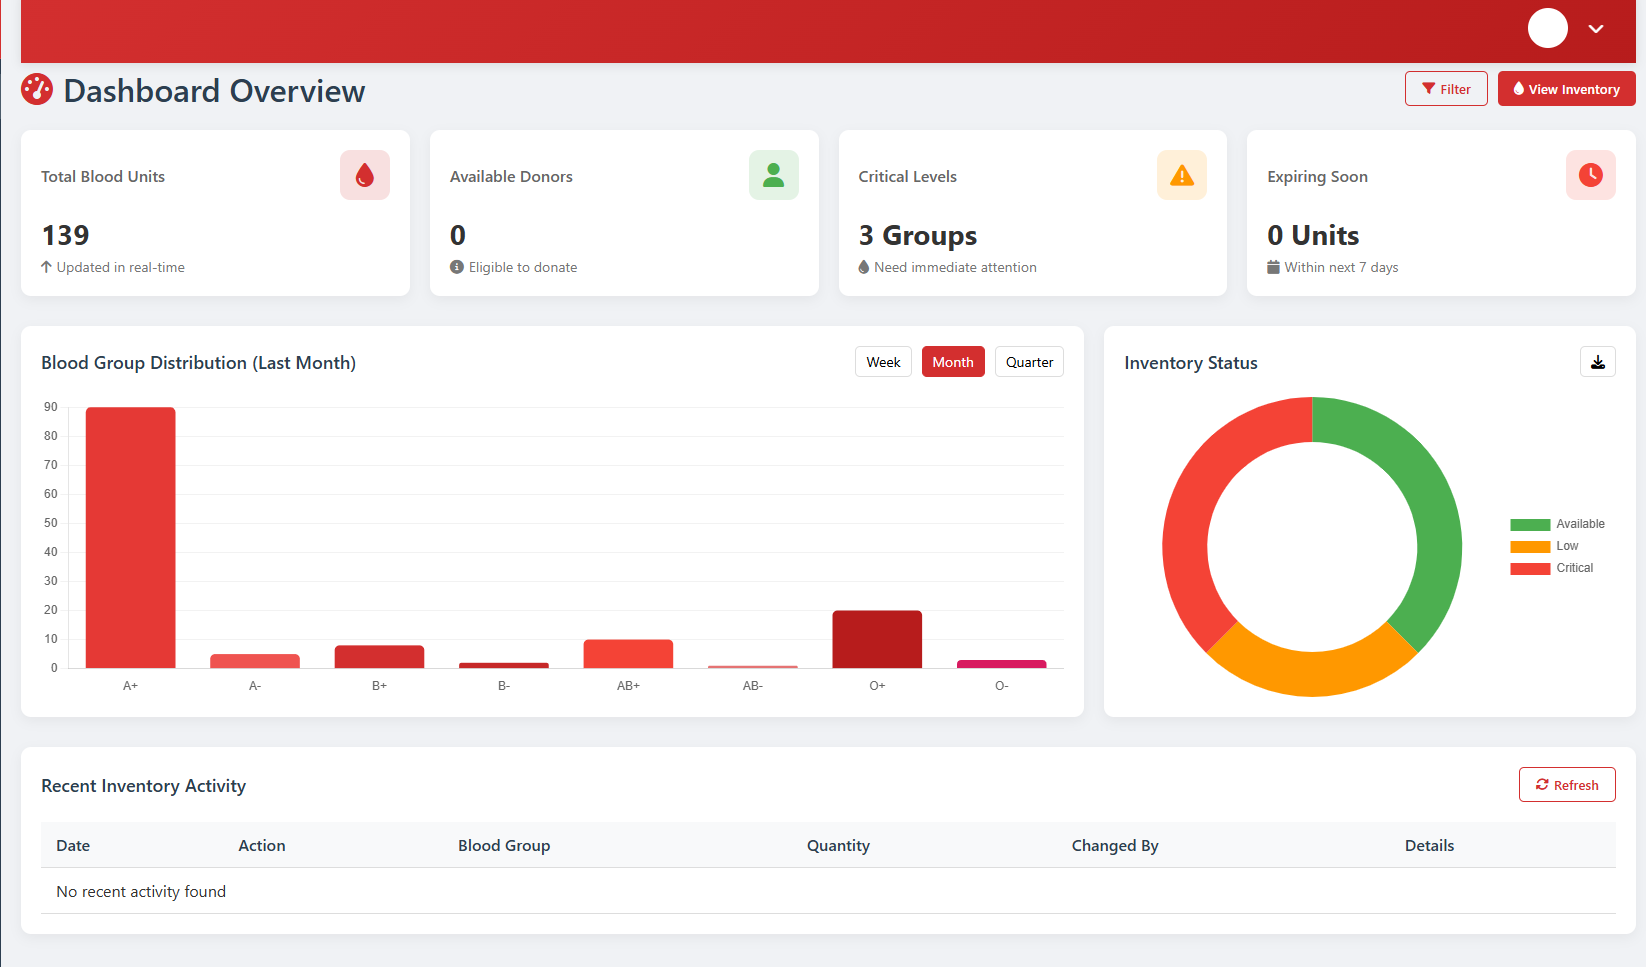 Dashboard Overview
Filter
View Inventory
Total Blood Units
139
Updated in real-time
Available Donors
0
Eligible to donate
Critical Levels
3 Groups
Need immediate attention
Expiring Soon
0 Units
Within next 7 days
Blood Group Distribution (Last Month)
Week
Month
Quarter
90
80
70
60
50
40
30
20
10
0
A+
A-
B+
B-
AB+
AB-
O+
O-
Inventory Status
Available
Low
Critical
Recent Inventory Activity
Refresh
Date Action Blood Group Quantity Changed By Details
No recent activity found